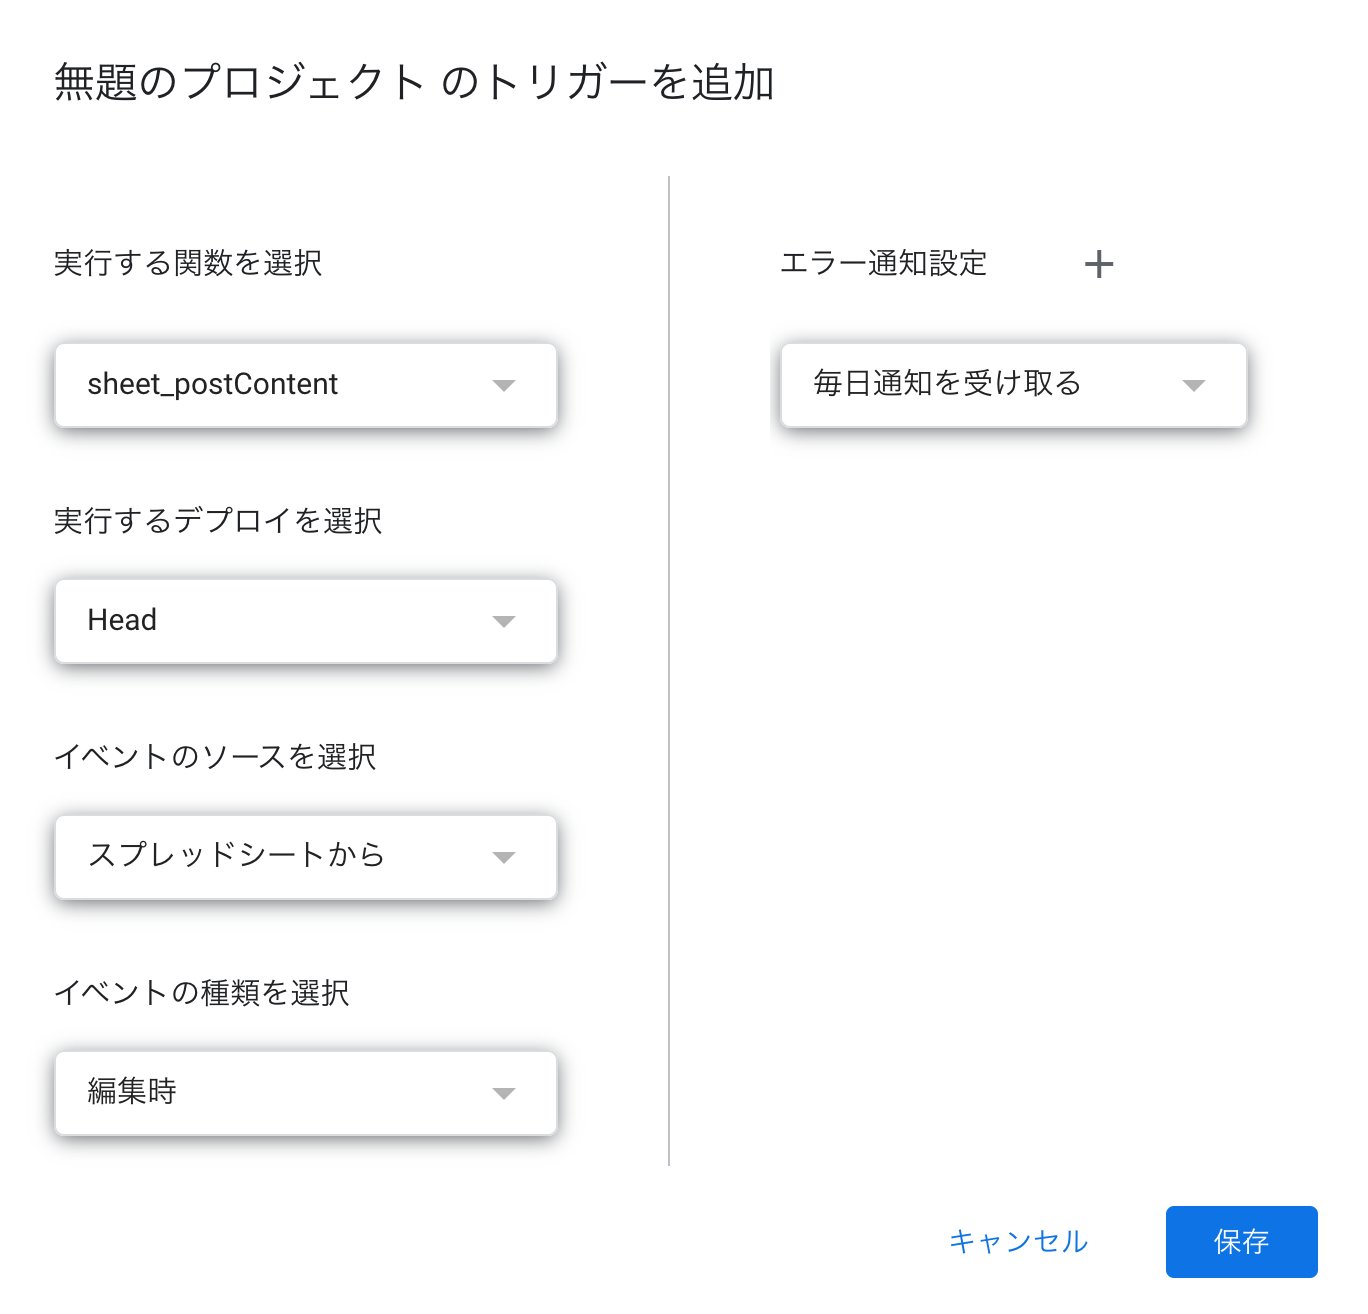 無題のプロジェクト のトリガーを追加
実行する関数を選択
sheet_postContent
実行するデプロイを選択
Head
イベントのソースを選択
スプレッドシートから
イベントの種類を選択
編集時
エラー通知設定
毎日通知を受け取る
キャンセル
保存